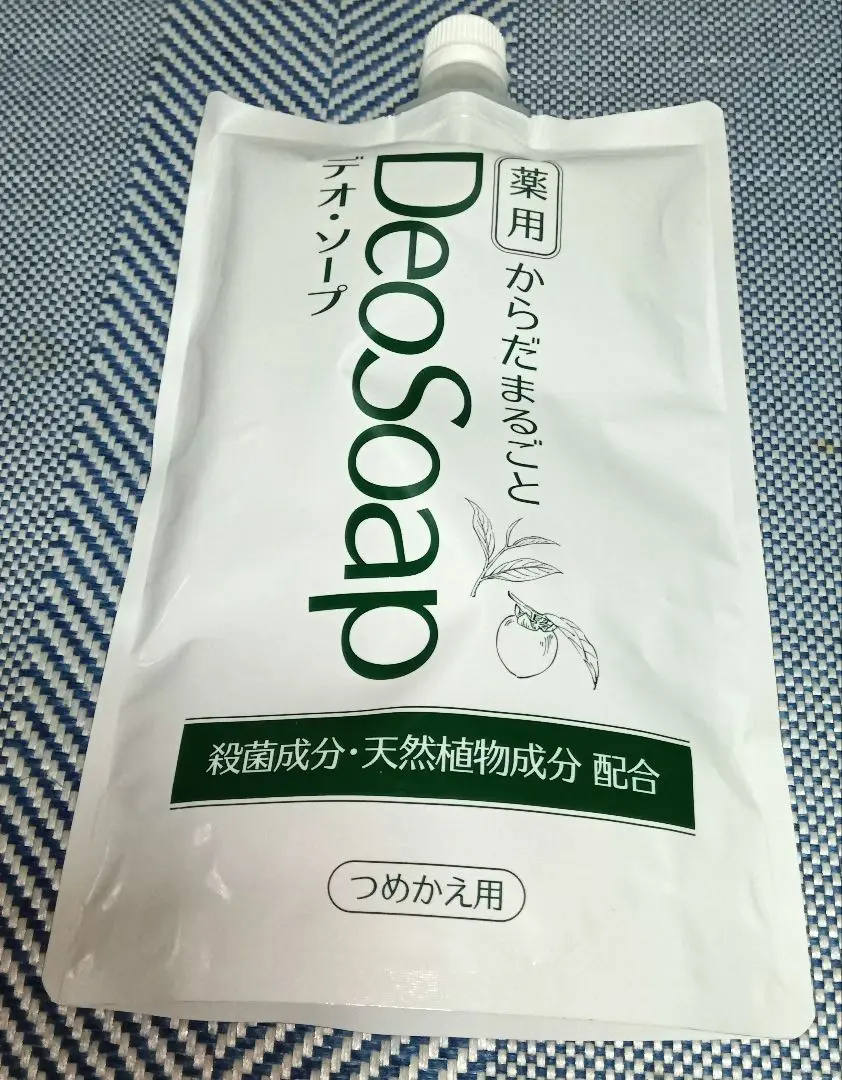 薬用
からだまるごと
DeoSoap
デオ・ソープ
殺菌成分・天然植物成分 配合
つめかえ用